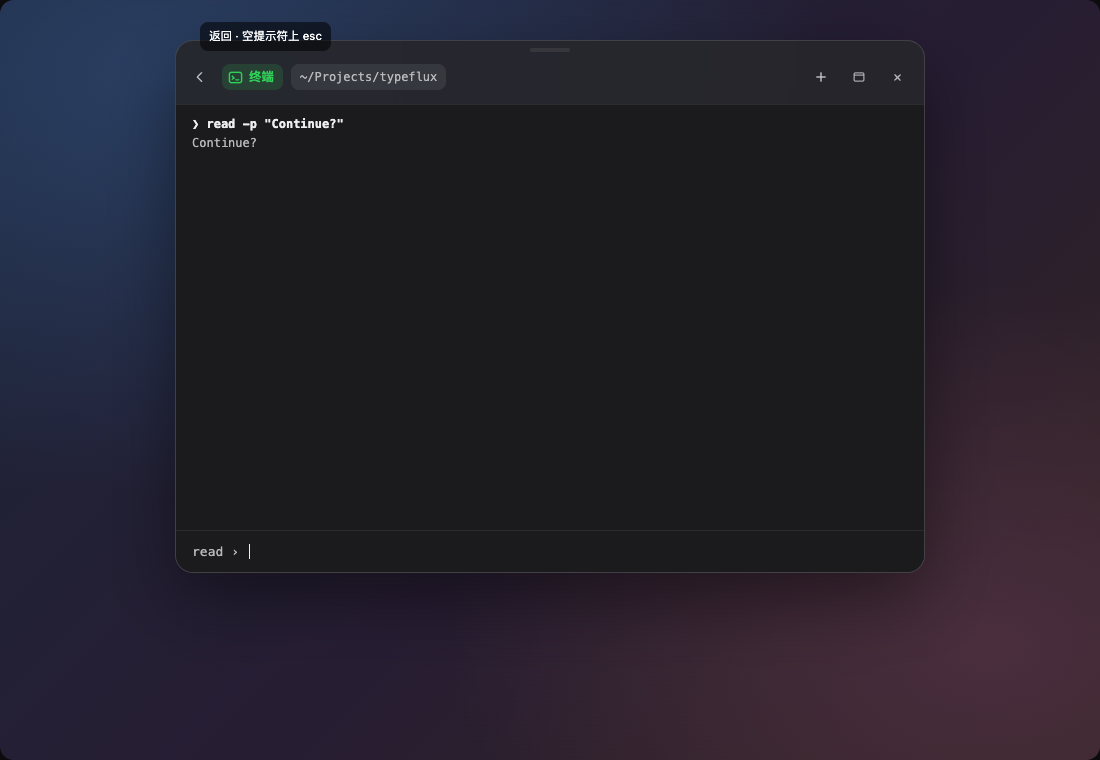 返回 · 空提示符上 esc
终端 ~/Projects/typeflux
❯ read -p "Continue?"
Continue?
read ›